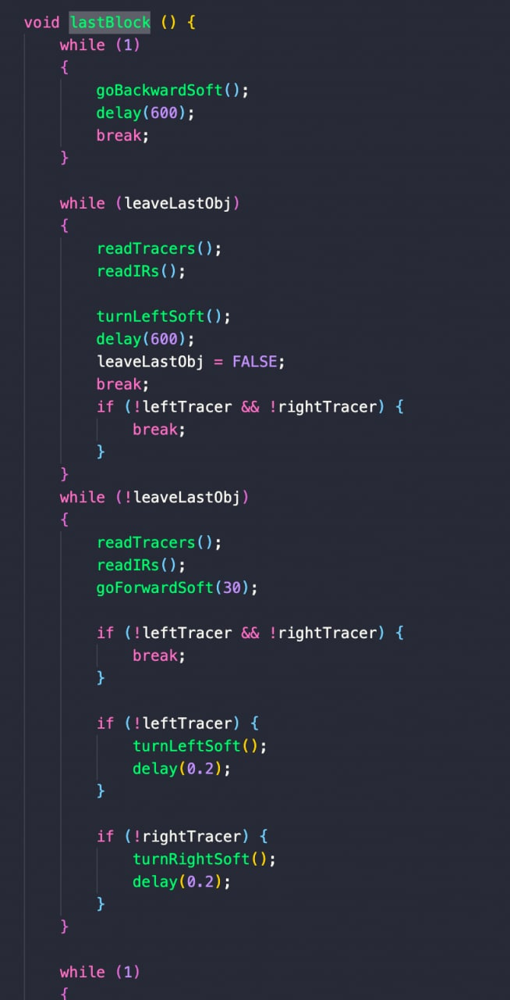 void lastBlock () {
    while (1)
    {
        goBackwardSoft();
        delay(600);
        break;
    }

    while (leaveLastObj)
    {
        readTracers();
        readIRs();

        turnLeftSoft();
        delay(600);
        leaveLastObj = FALSE;
        break;
        if (!leftTracer && !rightTracer) {
            break;
        }
    }
    while (!leaveLastObj)
    {
        readTracers();
        readIRs();
        goForwardSoft(30);

        if (!leftTracer && !rightTracer) {
            break;
        }

        if (!leftTracer) {
            turnLeftSoft();
            delay(0.2);
        }

        if (!rightTracer) {
            turnRightSoft();
            delay(0.2);
        }
    }

    while (1)
    {